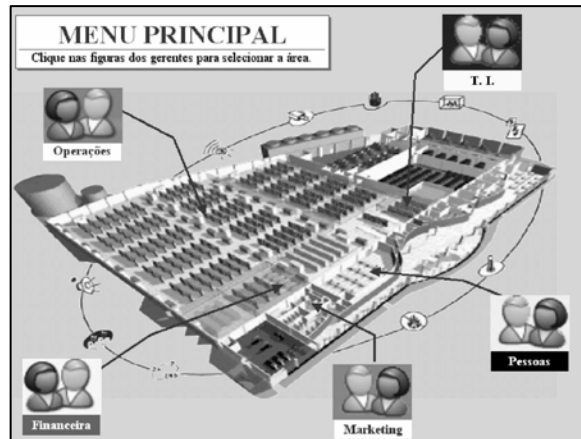 MENU PRINCIPAL
Clique nas figuras dos gerentes para selecionar a área.
T. I.
Operações
Pessoas
Financeira
Marketing